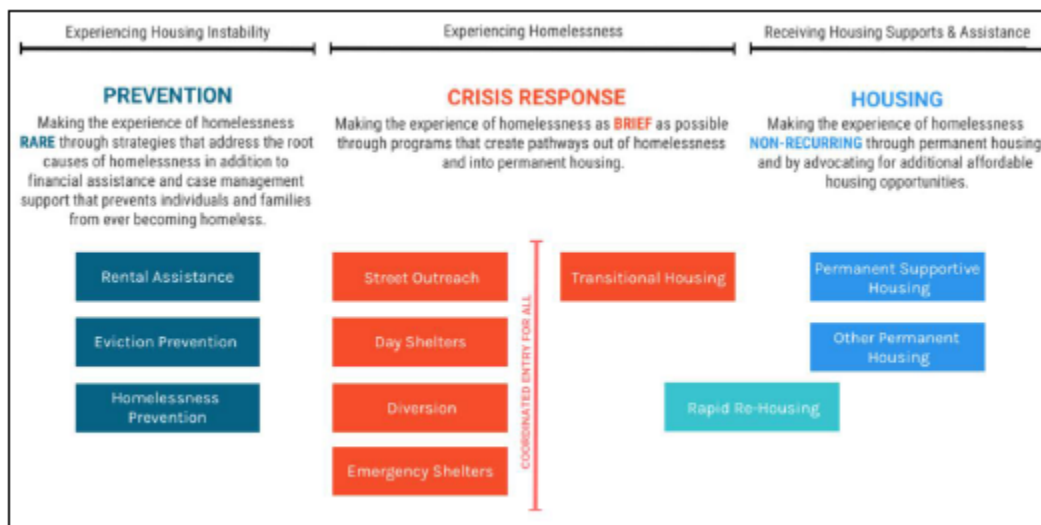 Experiencing Housing Instability
Experiencing Homelessness
Receiving Housing Supports & Assistance
PREVENTION
Making the experience of homelessness
RARE through strategies that address the root
causes of homelessness in addition to
financial assistance and case management
support that prevents individuals and families
from ever becoming homeless.
CRISIS RESPONSE
Making the experience of homelessness as BRIEF as possible
through programs that create pathways out of homelessness
and into permanent housing.
HOUSING
Making the experience of homelessness
NON-RECURRING through permanent housing
and by advocating for additional affordable
housing opportunities.
Rental Assistance
Eviction Prevention
Homelessness
Prevention
Street Outreach
Day Shelters
Diversion
Emergency Shelters
COORDINATED ENTRY FOR ALL
Transitional Housing
Rapid Re-Housing
Permanent Supportive
Housing
Other Permanent
Housing